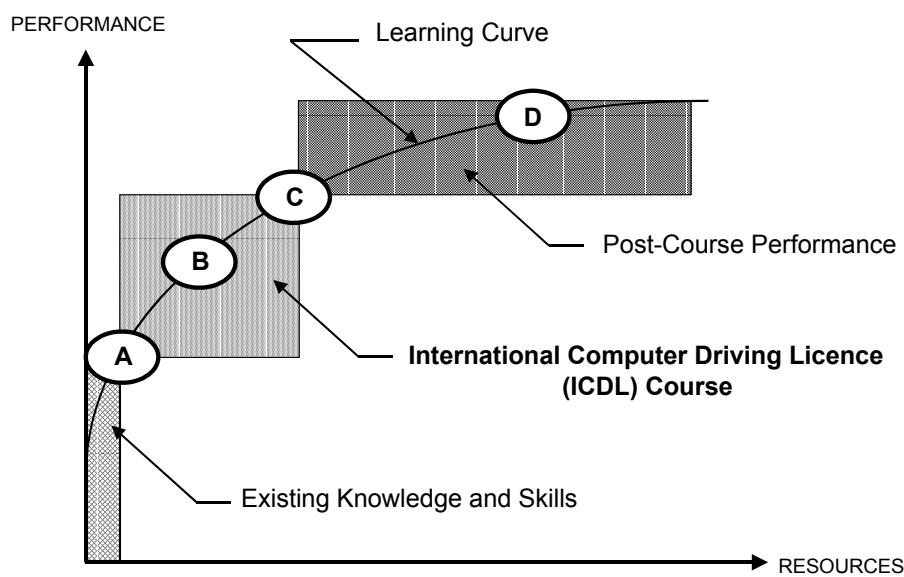 PERFORMANCE
Learning Curve
D
C
Post-Course Performance
B
A
International Computer Driving Licence
(ICDL) Course
Existing Knowledge and Skills
RESOURCES